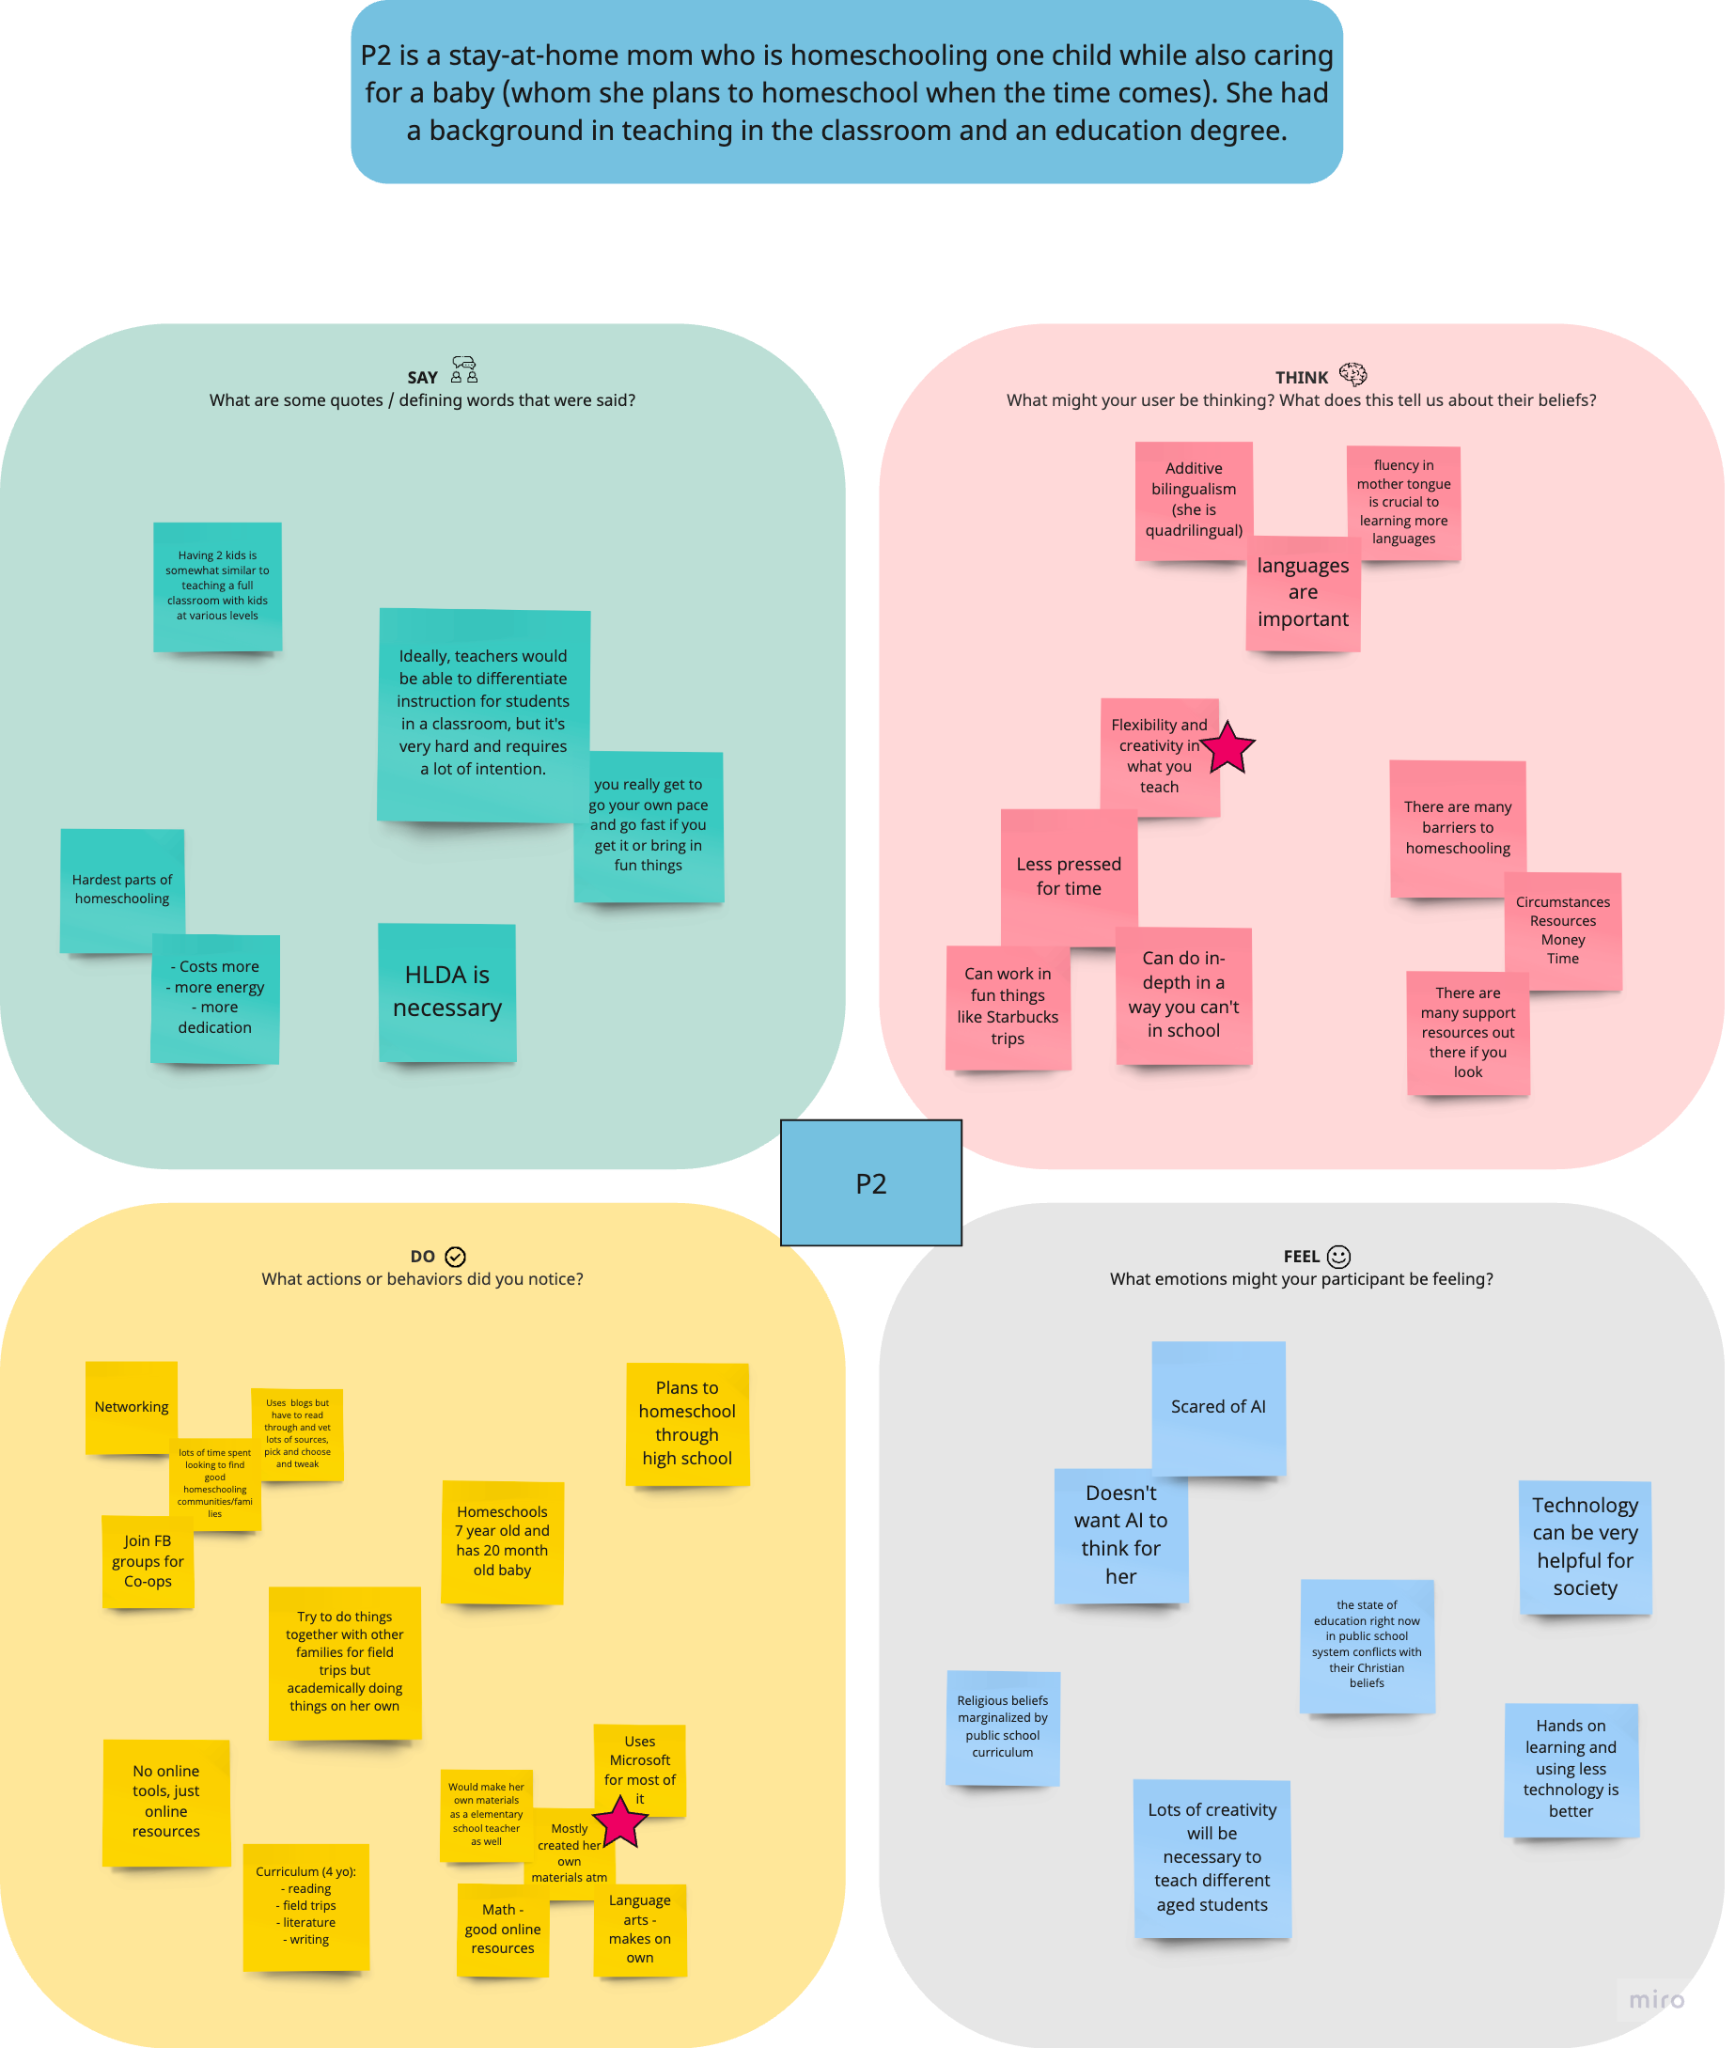 P2 is a stay-at-home mom who is homeschooling one child while also caring
for a baby (whom she plans to homeschool when the time comes). She had
a background in teaching in the classroom and an education degree.
SAY
What are some quotes / defining words that were said?
Having 2 kids is
somewhat similar to
teaching a full
classroom with kids
at various levels
Ideally, teachers would
be able to differentiate
instruction for students
in a classroom, but it's
very hard and requires
a lot of intention.
you really get to
go your own pace
and go fast if you
get it or bring in
fun things
Hardest parts of
homeschooling
- Costs more
- more energy
- more
dedication
HLDA is
necessary
THINK
What might your user be thinking? What does this tell us about their beliefs?
Additive
bilingualism
(she is
quadrilingual)
fluency in
mother tongue
is crucial to
learning more
languages
languages
are
important
Flexibility and
creativity in
what you
teach
Less pressed
for time
Can work in
fun things
like Starbucks
trips
Can do in-
depth in a
way you can't
in school
There are many
barriers to
homeschooling
Circumstances
Resources
Money
Time
There are
many support
resources out
there if you
look
P2
DO
What actions or behaviors did you notice?
Networking
Uses blogs but
have to read
through and vet
lots of sources,
pick and choose
and tweak
lots of time spent
looking to find
good
homeschooling
communities/fami
lies
Join FB
groups for
Co-ops
Plans to
homeschool
through
high school
Homeschools
7 year old and
has 20 month
old baby
Try to do things
together with other
families for field
trips but
academically doing
things on her own
No online
tools, just
online
resources
Curriculum (4 yo):
- reading
- field trips
- literature
- writing
Would make her
own materials
as a elementary
school teacher
as well
Uses
Microsoft
for most of
it
Mostly
created her
own
materials atm
Math -
good online
resources
Language
arts -
makes on
own
FEEL
What emotions might your participant be feeling?
Scared of AI
Doesn't
want AI to
think for
her
Technology
can be very
helpful for
society
the state of
education right now
in public school
system conflicts with
their Christian
beliefs
Religious beliefs
marginalized by
public school
curriculum
Hands on
learning and
using less
technology is
better
Lots of creativity
will be
necessary to
teach different
aged students
miro